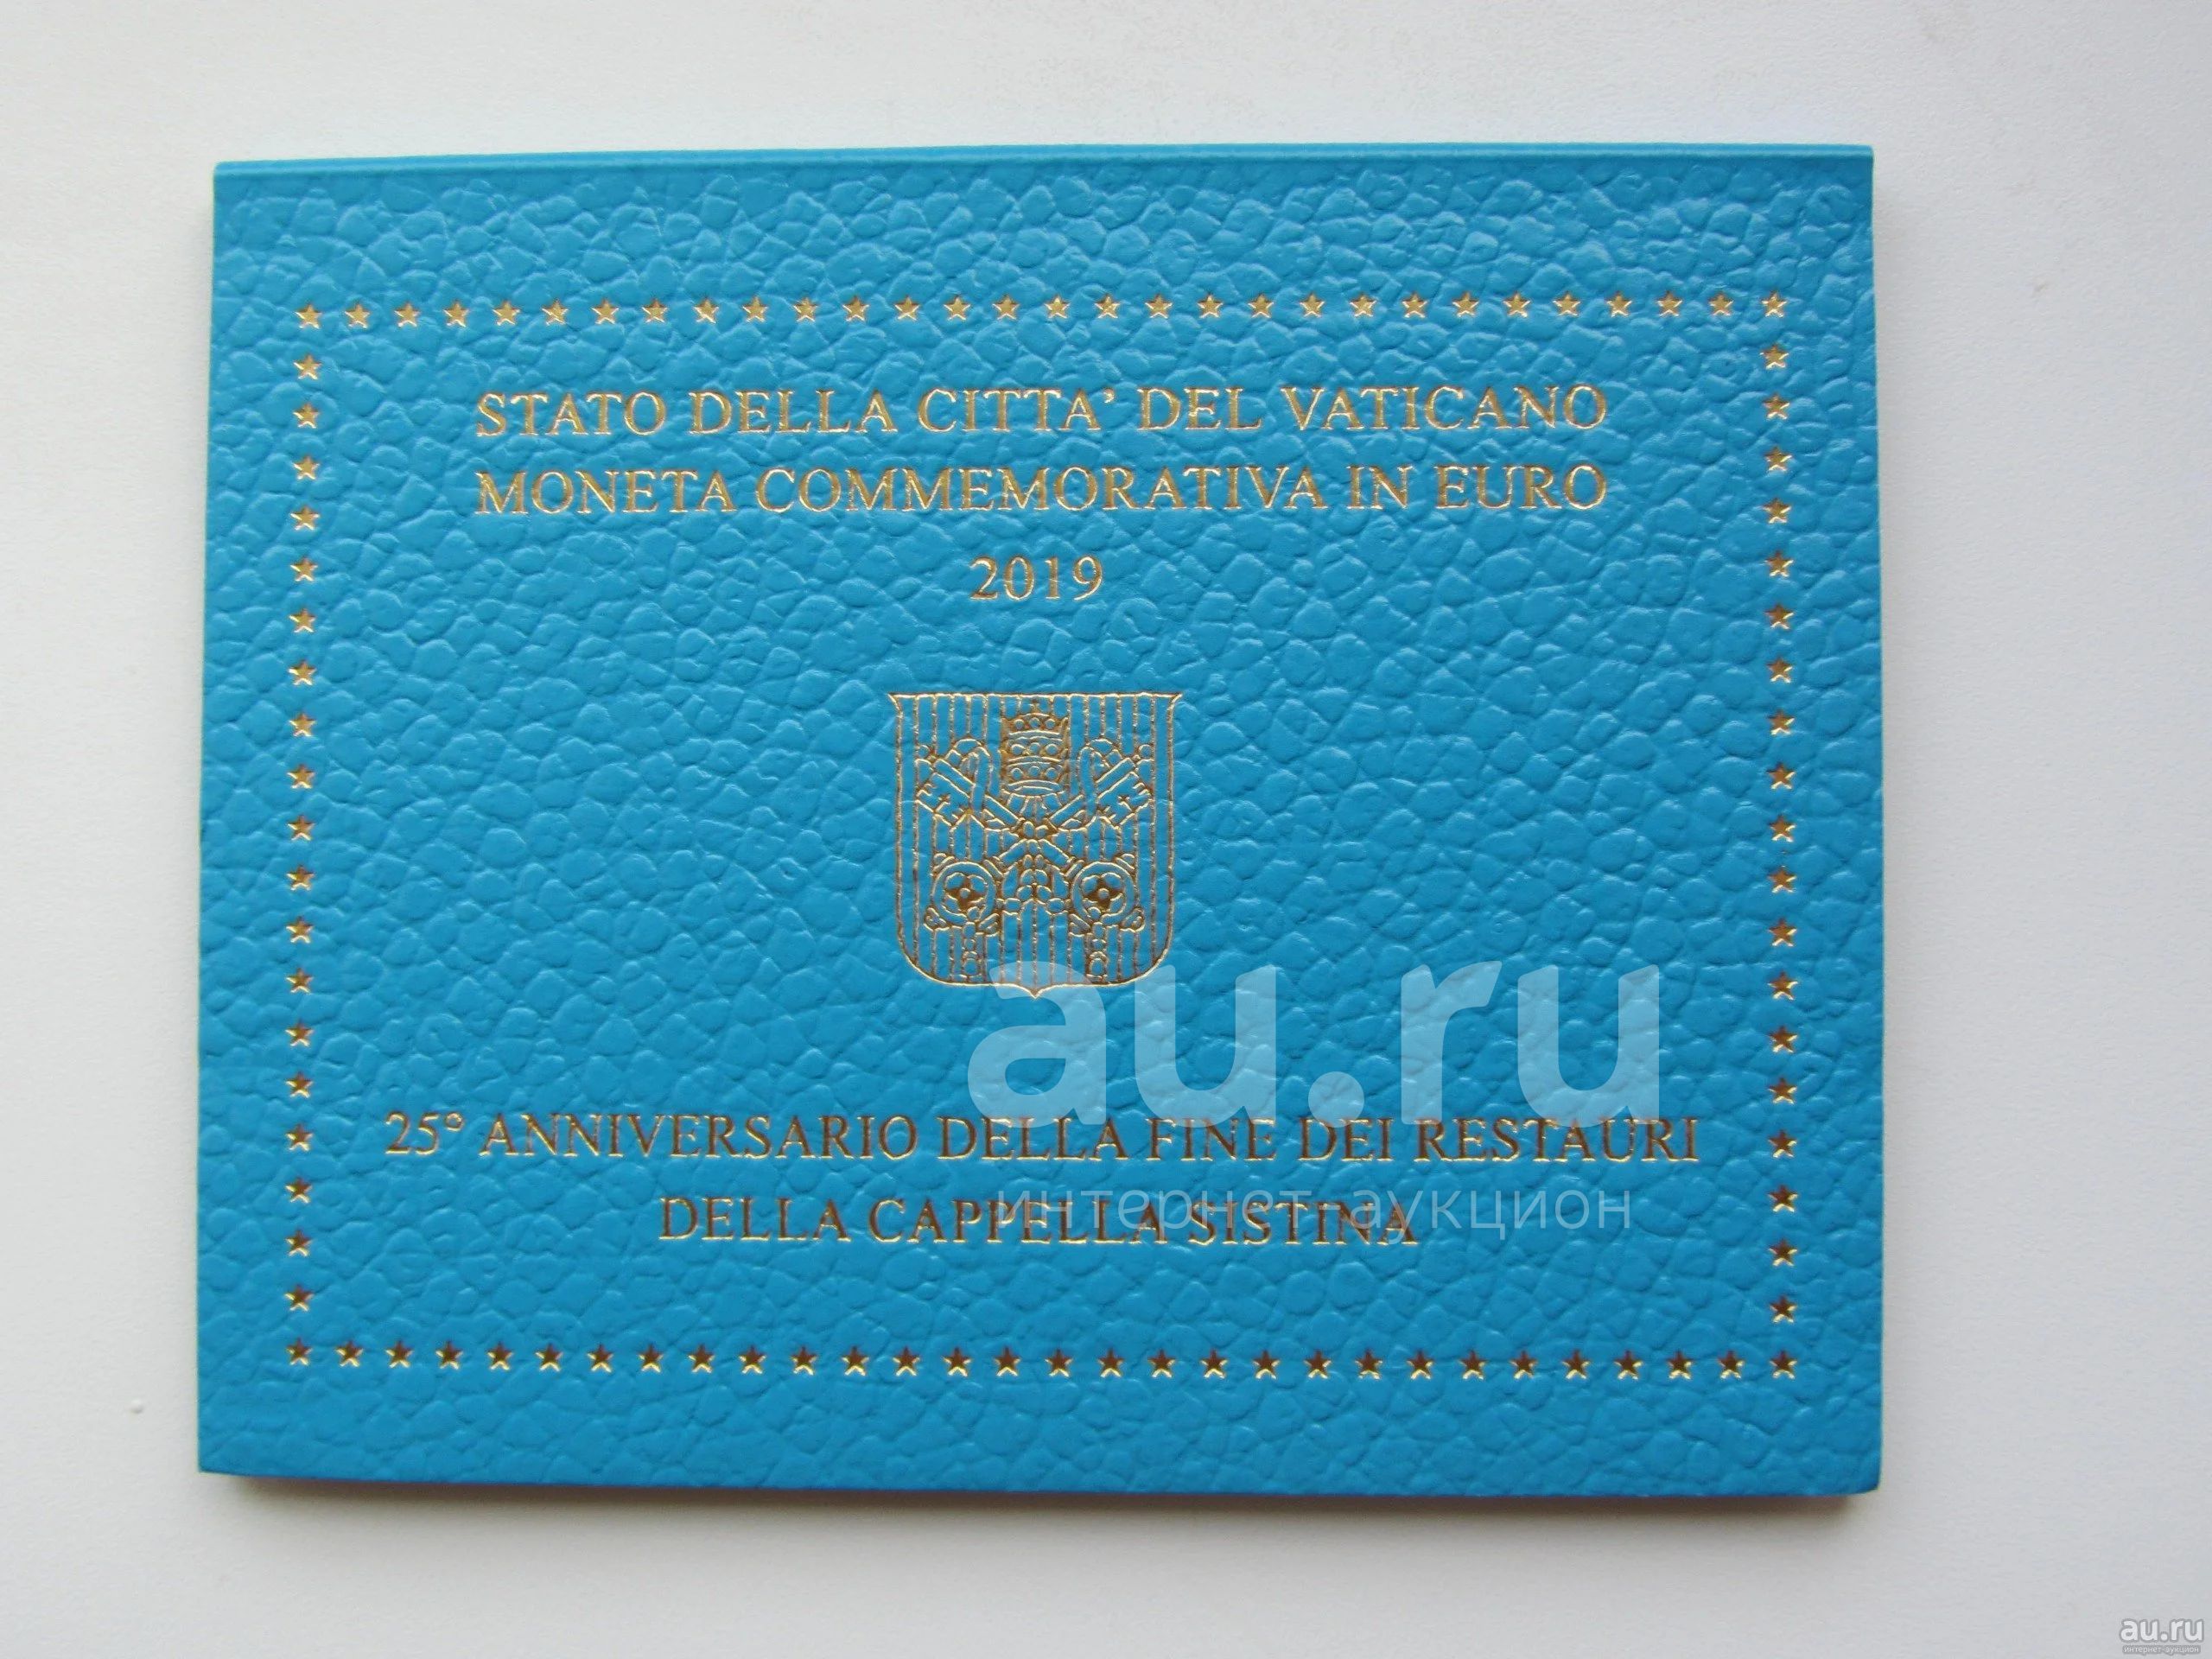 STATO DELLA CITTA' DEL VATICANO
MONETA COMMEMORATIVA IN EURO
2019
au.ru
25° ANNIVERSARIO DELLA FINE DEI RESTAURI
интернет-аукцион
DELLA CAPPELLA SISTINA
au.ru
интернет-аукцион